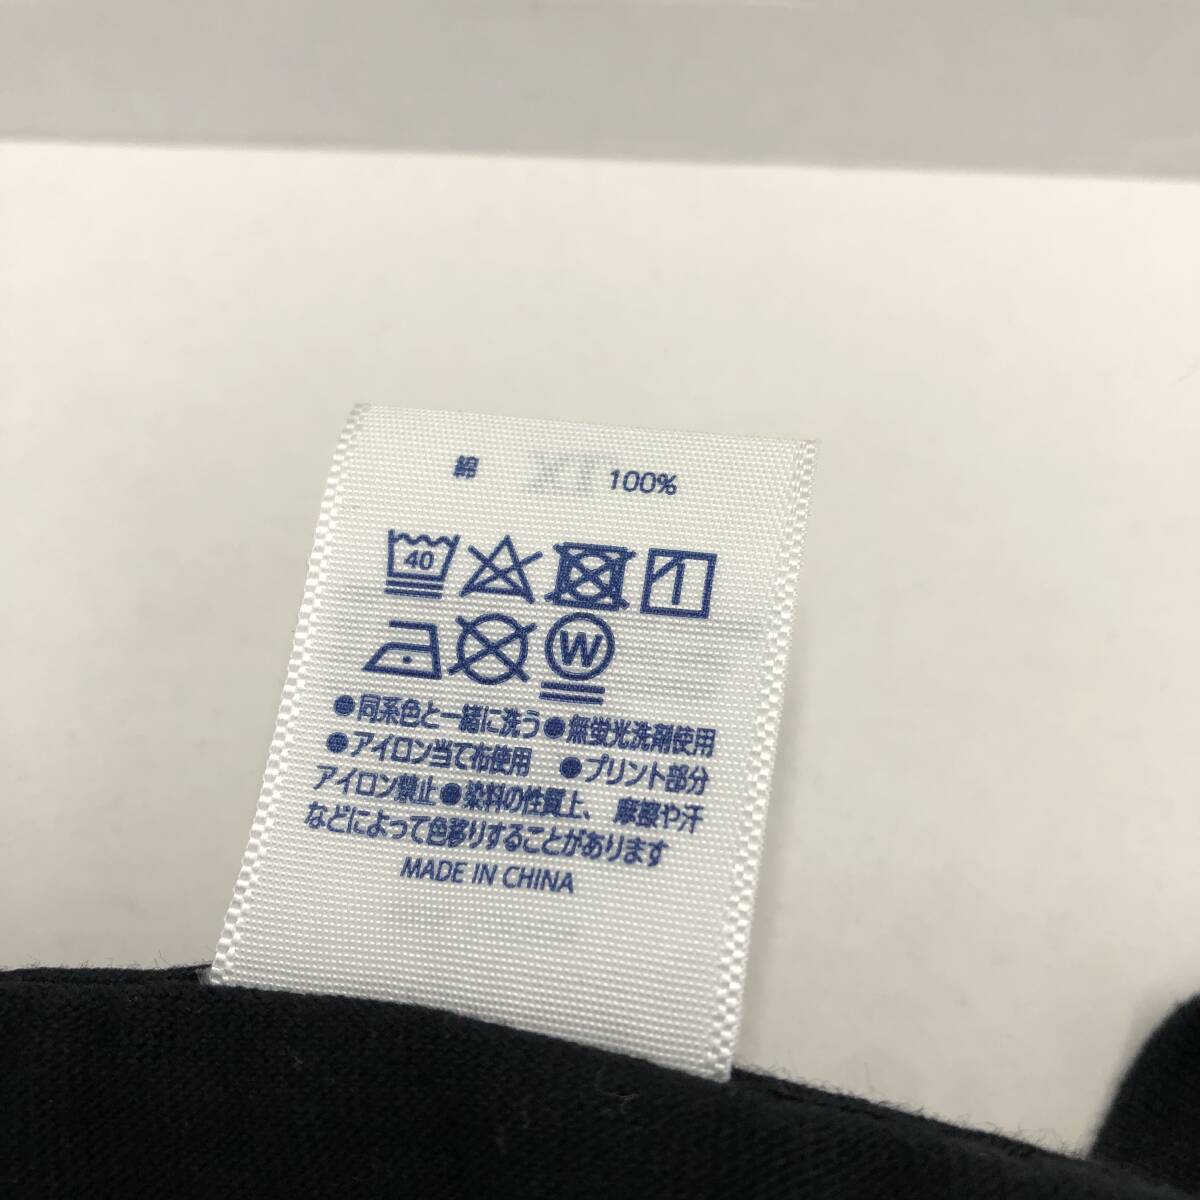 綿 100%
40
W
●同系色と一緒に洗う●無蛍光洗剤使用
●アイロン当て布使用 ●プリント部分
アイロン禁止●染料の性質上、摩擦や汗
などによって色移りすることがあります
MADE IN CHINA